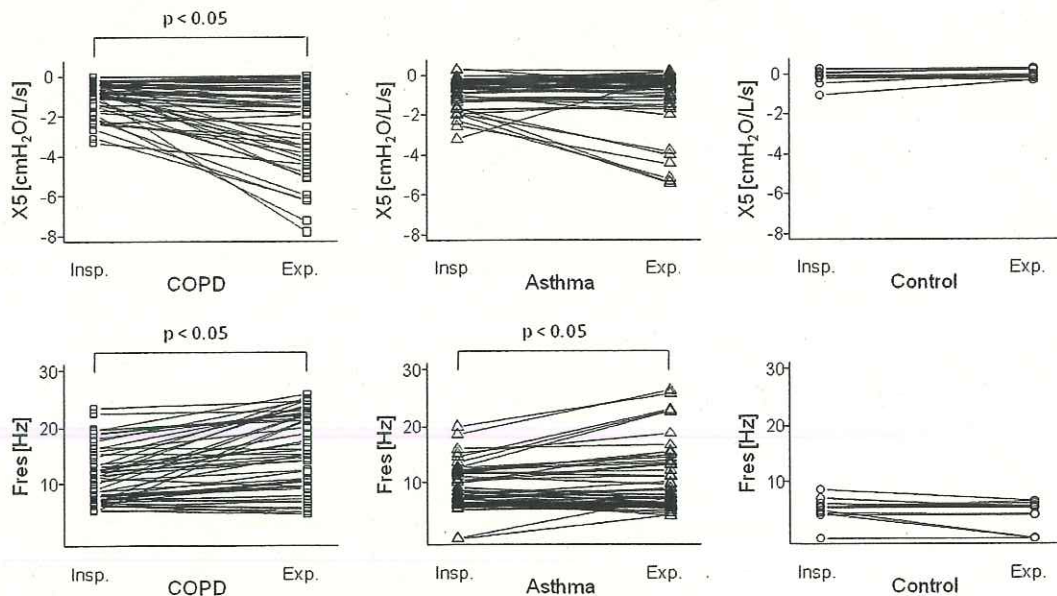 p < 0.05
X5 [cmH₂O/L/s]
0
-2
-4
-6
-8
Insp.
Exp.
COPD
X5 [cmH₂O/L/s]
0
-2
-4
-6
-8
Insp
Exp.
Asthma
X5 [cmH₂O/L/s]
0
-2
-4
-6
-8
Insp.
Exp.
Control
p < 0.05
Fres [Hz]
30
20
10
Insp.
Exp.
COPD
p < 0.05
Fres [Hz]
30
20
10
Insp.
Exp.
Asthma
Fres [Hz]
30
20
10
Insp.
Exp.
Control